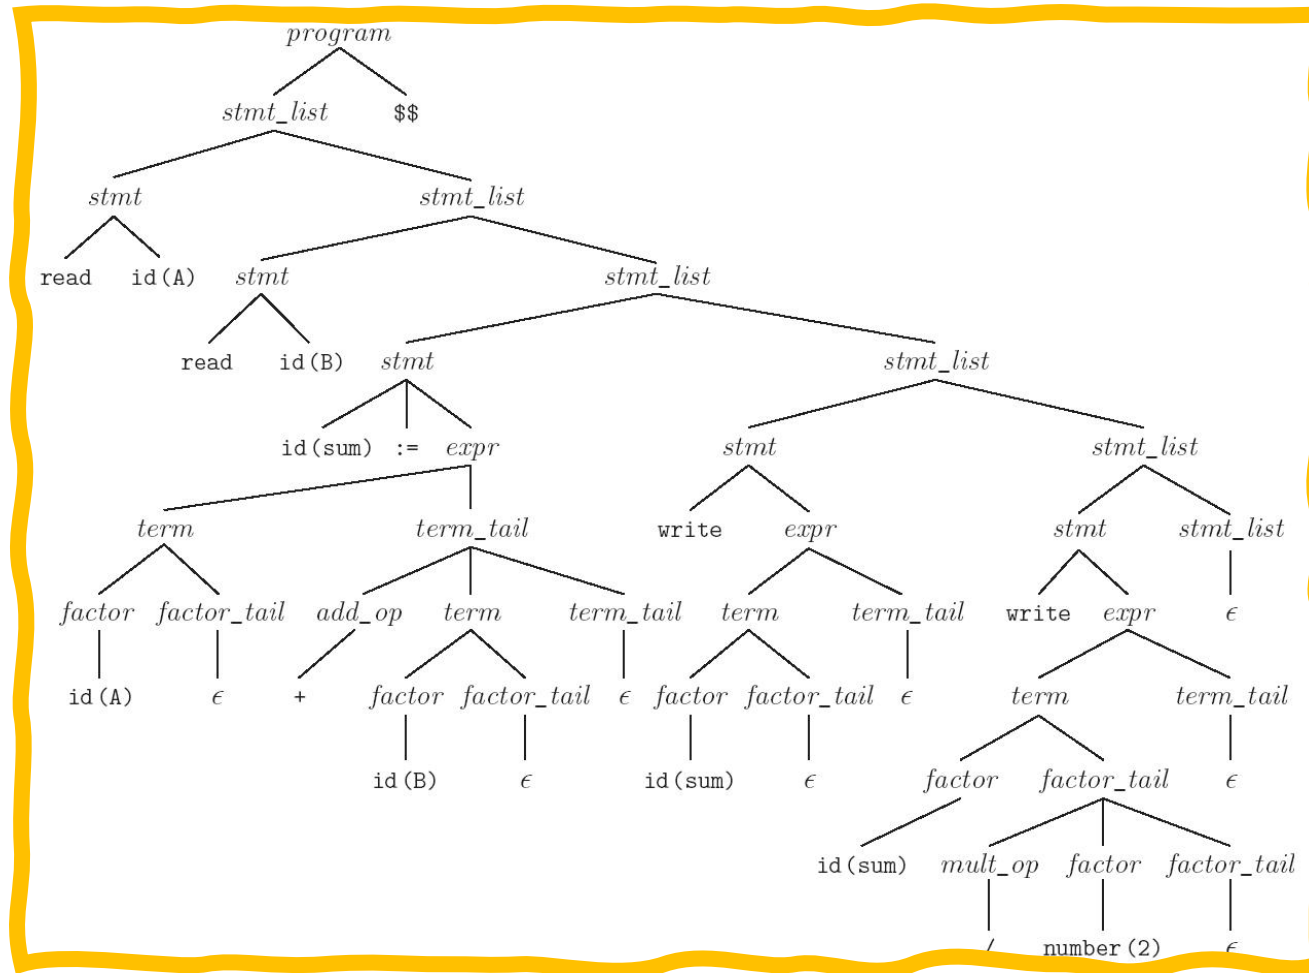 program
stmt_list $$
stmt stmt_list
read id(A) stmt stmt_list
read id(B) stmt stmt_list
id(sum) := expr stmt stmt_list
term term_tail write expr stmt stmt_list
factor factor_tail add_op term term_tail term term_tail write expr ϵ
id(A) ϵ + factor factor_tail ϵ factor factor_tail ϵ term term_tail
id(B) ϵ id(sum) ϵ factor factor_tail ϵ
id(sum) mult_op factor factor_tail
/ number(2) ϵ